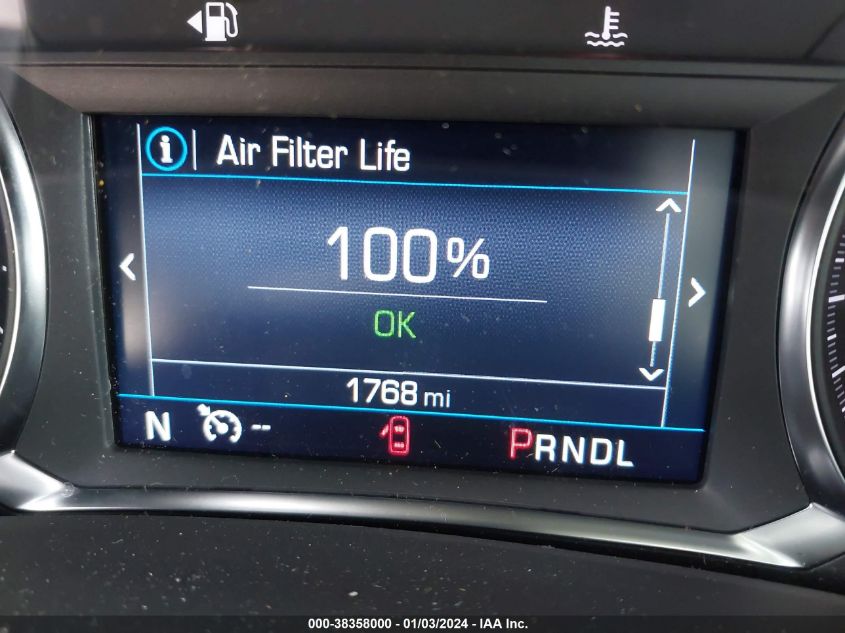 i Air Filter Life
100%
OK
1768 mi
N -- PRNDL
000-38358000 - 01/03/2024 - IAA Inc.